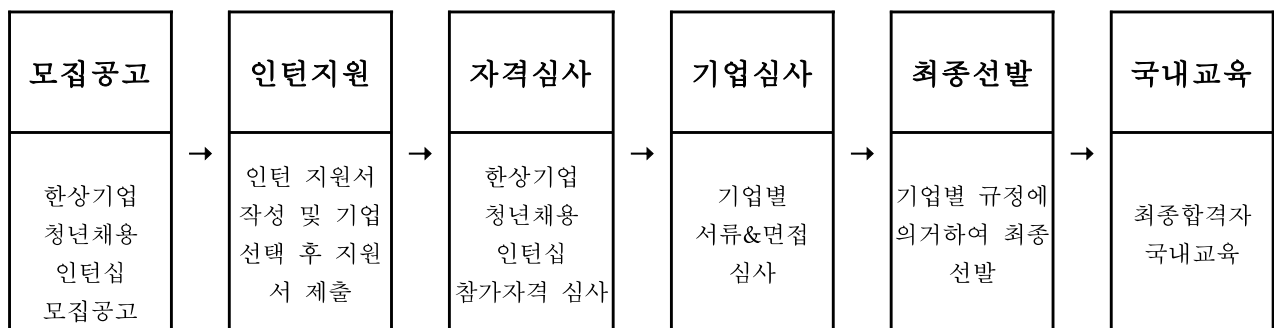 모집공고
한상기업
청년채용
인턴십
모집공고
→
인턴지원
인턴 지원서
작성 및 기업
선택 후 지원
서 제출
→
자격심사
한상기업
청년채용
인턴십
참가자격 심사
→
기업심사
기업별
서류&면접
심사
→
최종선발
기업별 규정에
의거하여 최종
선발
→
국내교육
최종합격자
국내교육